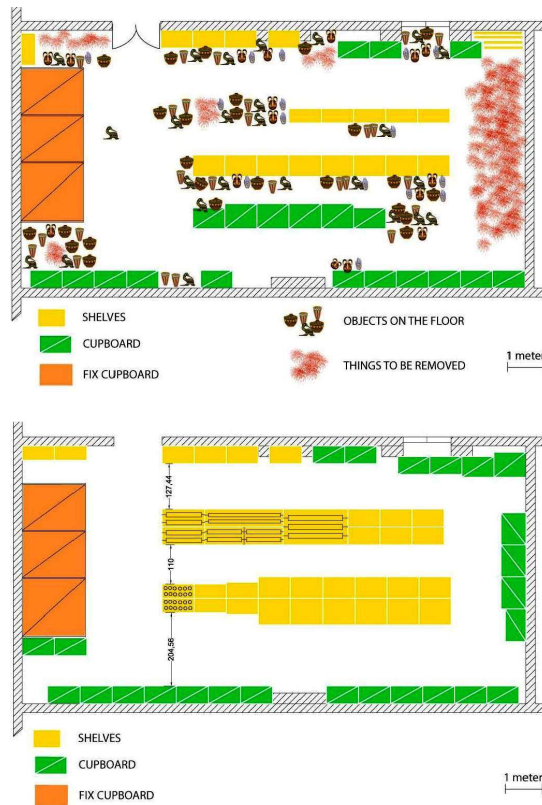 SHELVES
CUPBOARD
FIX CUPBOARD
OBJECTS ON THE FLOOR
THINGS TO BE REMOVED
1 meter
127,44
110
204,56
SHELVES
CUPBOARD
FIX CUPBOARD
1 meter